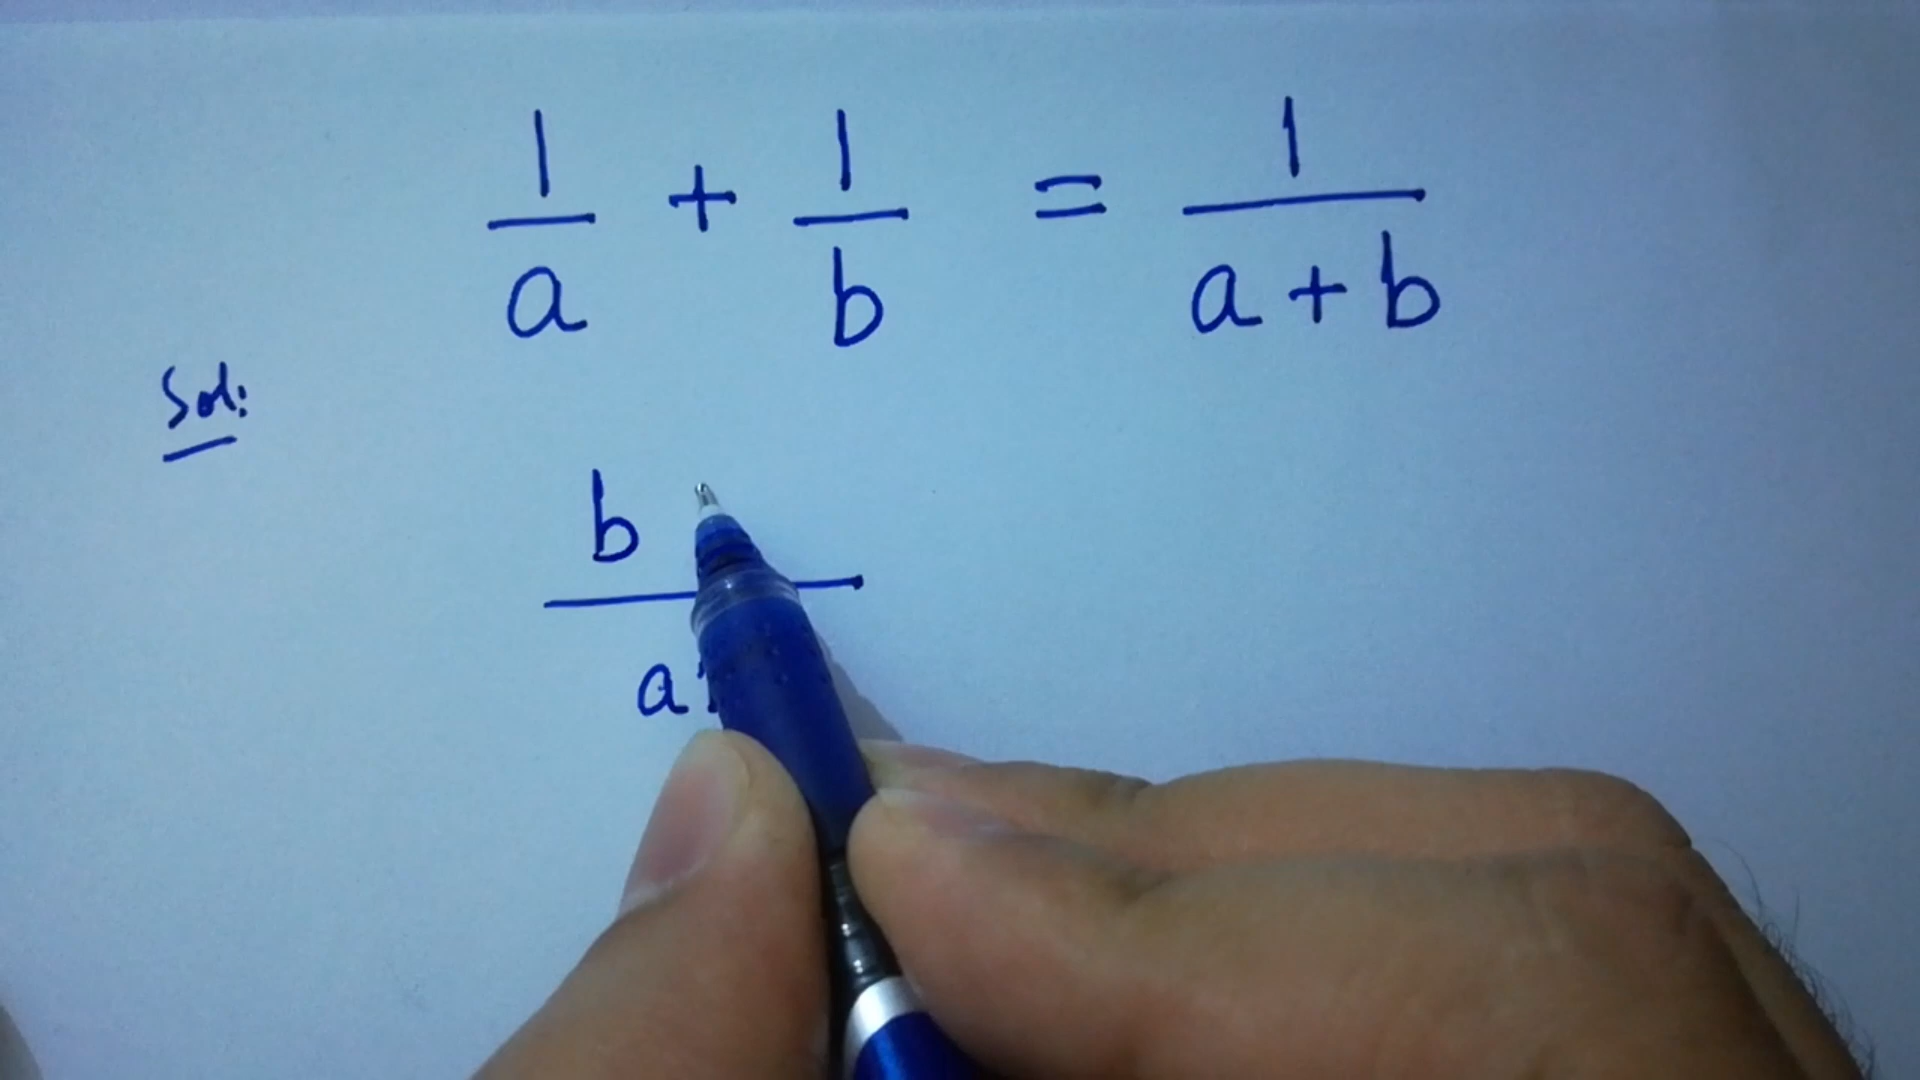 1/a + 1/b = 1/(a + b)
Sol:
b
a